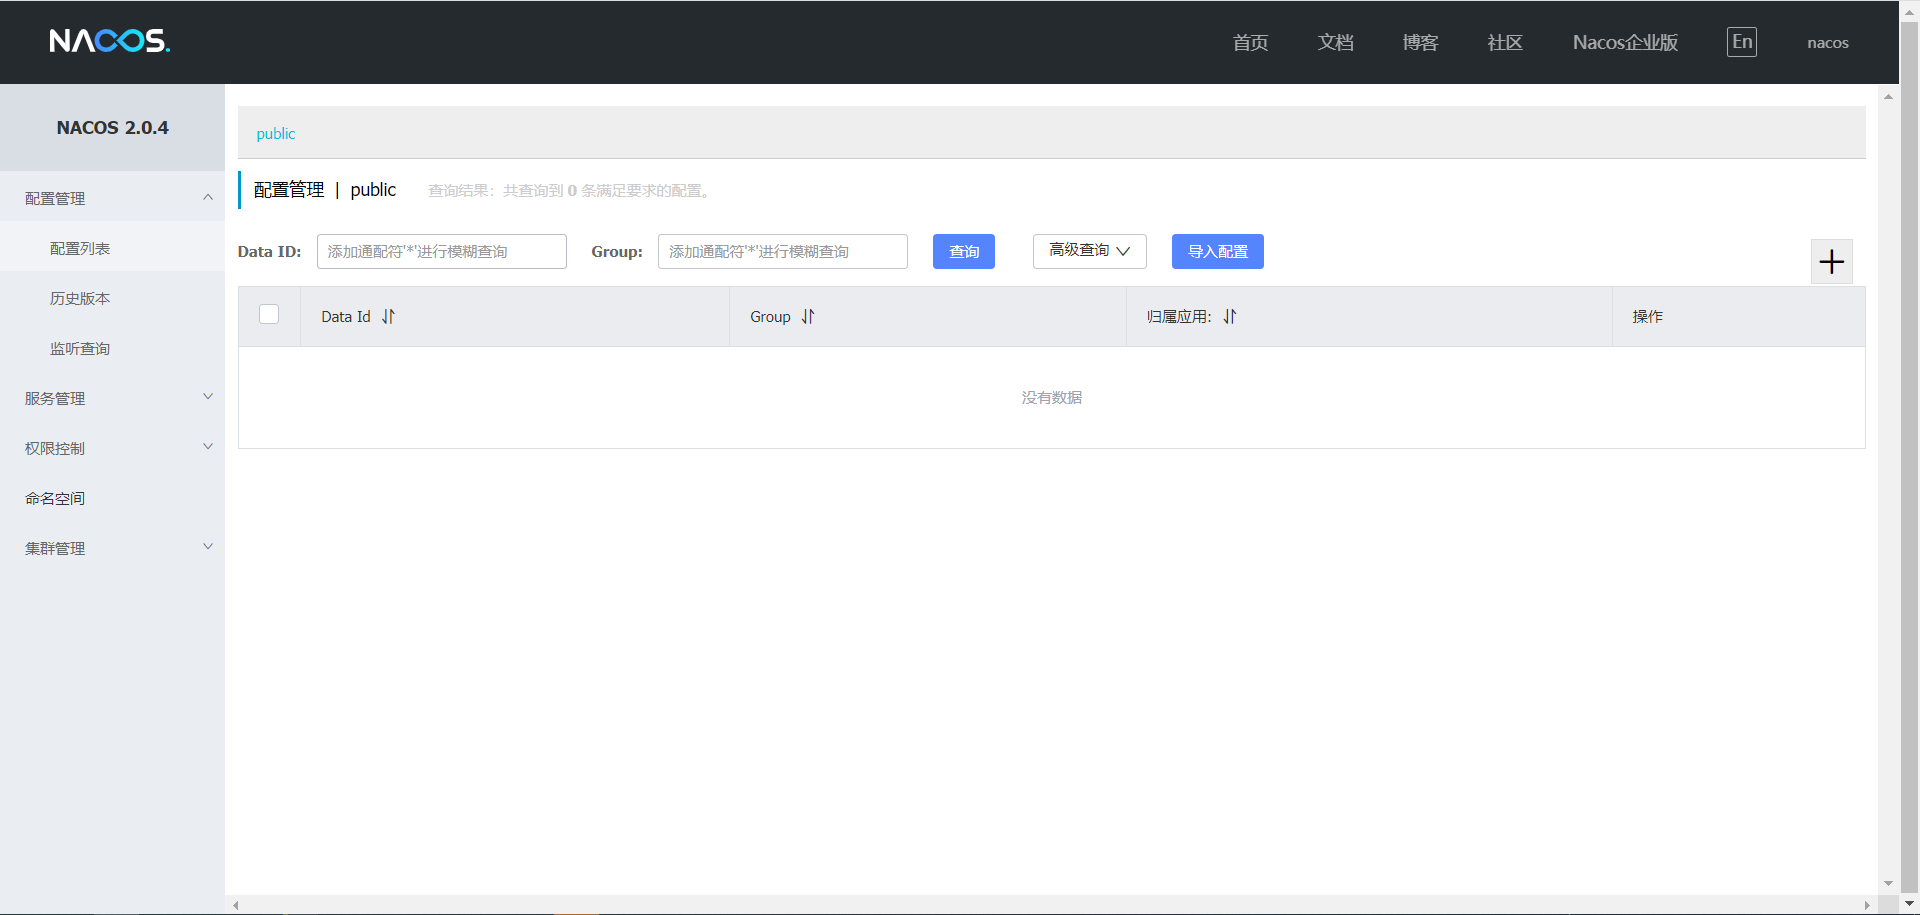 NACOS.
首页 文档 博客 社区 Nacos企业版 En nacos
NACOS 2.0.4
配置管理
配置列表
历史版本
监听查询
服务管理
权限控制
命名空间
集群管理
public
配置管理 | public 查询结果：共查询到 0 条满足要求的配置。
Data ID: 添加通配符'*'进行模糊查询 Group: 添加通配符'*'进行模糊查询 查询 高级查询 导入配置
Data Id Group 归属应用: 操作
没有数据